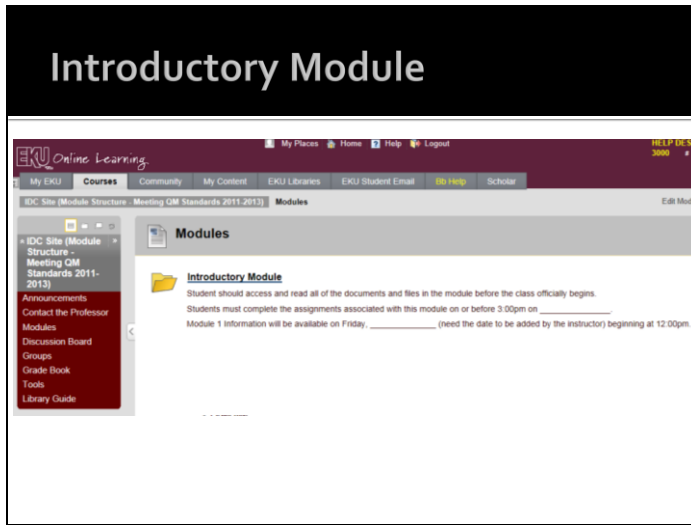 Introductory Module
My Places Home Help Logout
HELP DES
3000
EKU Online Learning
My EKU Courses Community My Content EKU Libraries EKU Student Email Bb Help Scholar
IDC Site (Module Structure - Meeting QM Standards 2011-2013) Modules Edit Mod
IDC Site (Module
Structure -
Meeting QM
Standards 2011-
2013)
Announcements
Contact the Professor
Modules
Discussion Board
Groups
Grade Book
Tools
Library Guide
Modules
Introductory Module
Student should access and read all of the documents and files in the module before the class officially begins.
Students must complete the assignments associated with this module on or before 3:00pm on _______________.
Module 1 Information will be available on Friday, ______________ (need the date to be added by the instructor) beginning at 12:00pm.